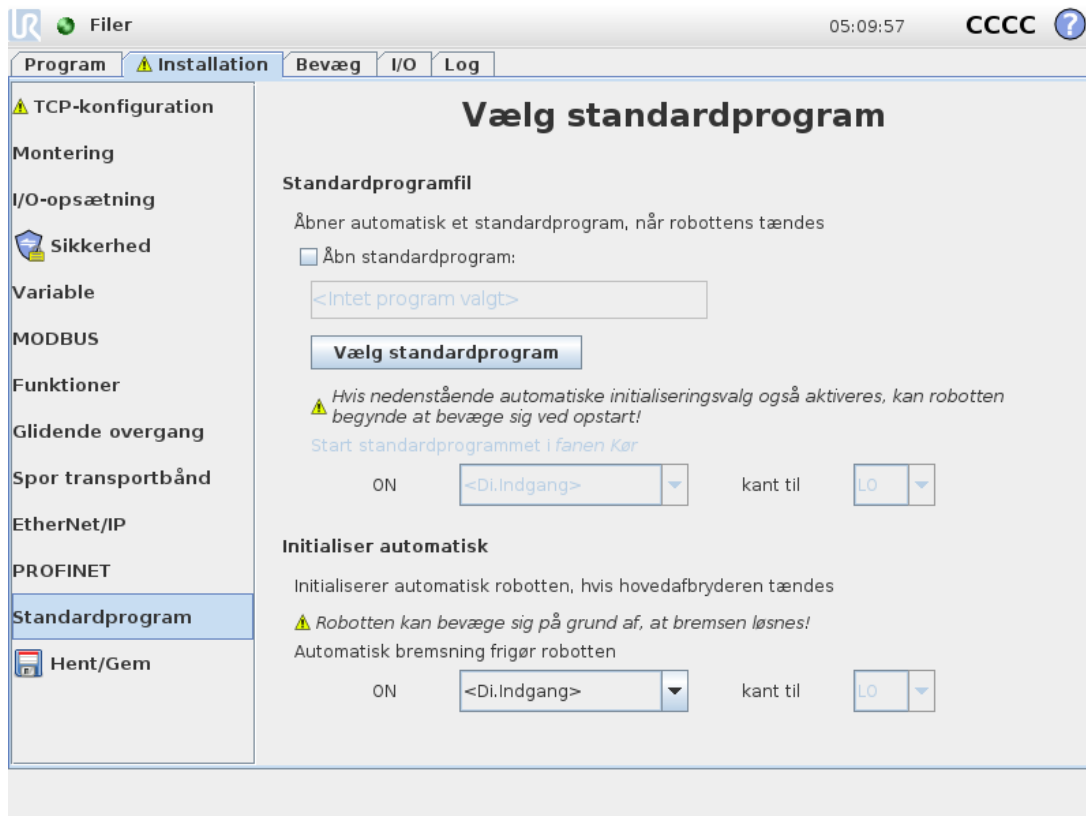 UR Filer 05:09:57 CCCC ?
Program Installation Bevæg I/O Log
TCP-konfiguration
Montering
I/O-opsætning
Sikkerhed
Variable
MODBUS
Funktioner
Glidende overgang
Spor transportbånd
EtherNet/IP
PROFINET
Standardprogram
Hent/Gem
Vælg standardprogram
Standardprogramfil
Åbner automatisk et standardprogram, når robottens tændes
Åbn standardprogram:
<Intet program valgt>
Vælg standardprogram
Hvis nedenstående automatiske initialiseringsvalg også aktiveres, kan robotten
begynde at bevæge sig ved opstart!
Start standardprogrammet i fanen Kør
ON <Di.Indgang> kant til LO
Initialiser automatisk
Initialiserer automatisk robotten, hvis hovedafbryderen tændes
Robotten kan bevæge sig på grund af, at bremsen løsnes!
Automatisk bremsning frigør robotten
ON <Di.Indgang> kant til LO